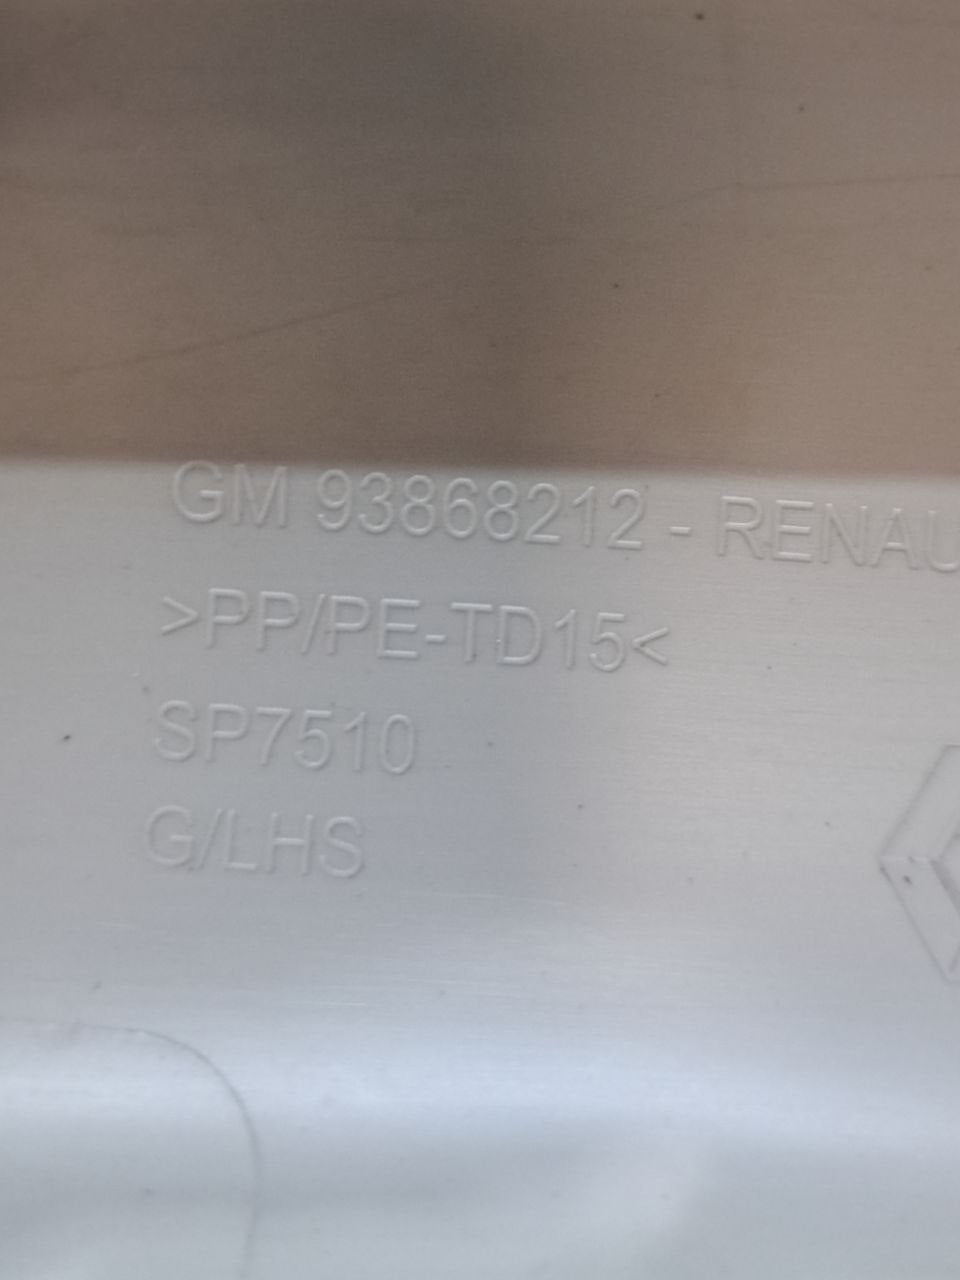 GM 93868212 - RENAU
>PP/PE-TD15<
SP7510
G/LHS